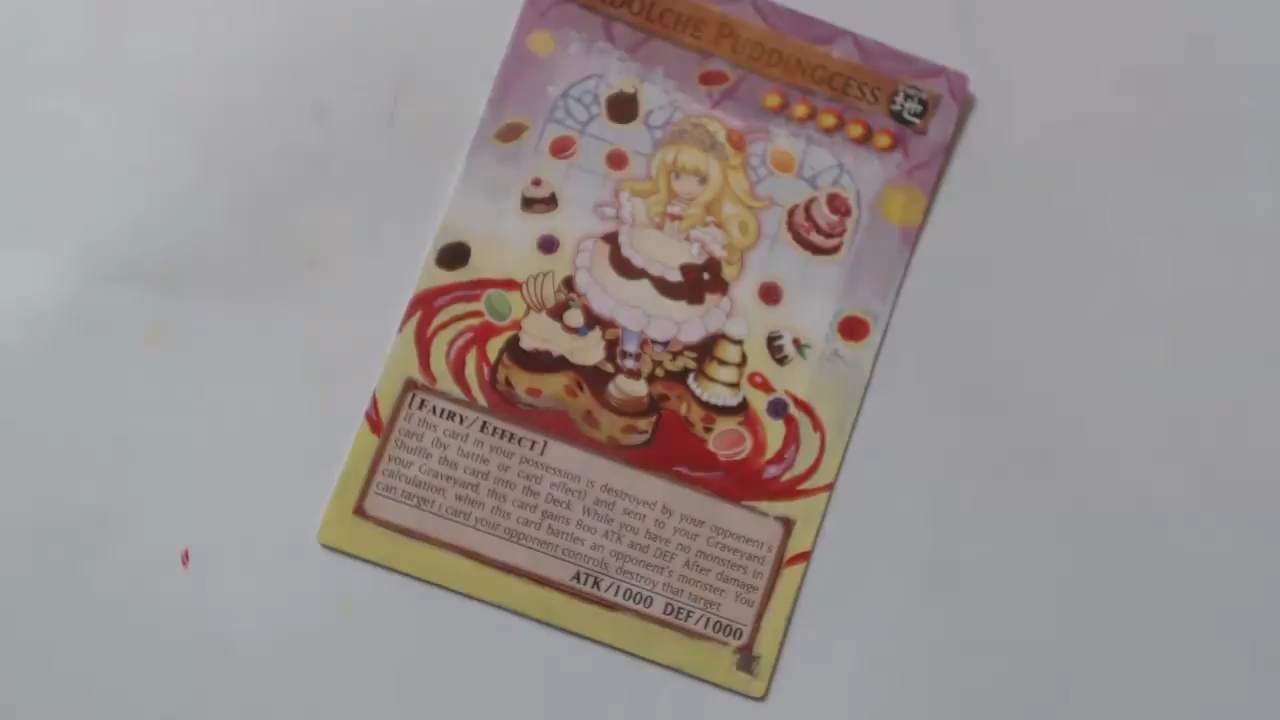 DOLCHE PUDDINGCESS
地
[FAIRY/EFFECT]
If this card in your possession is destroyed by your opponent's
card (by battle or card effect) and sent to your Graveyard:
Shuffle this card into the Deck. While you have no monsters in
your Graveyard, this card gains 800 ATK and DEF. After damage
calculation, when this card battles an opponent's monster: You
can target 1 card your opponent controls; destroy that target.
ATK/1000 DEF/1000